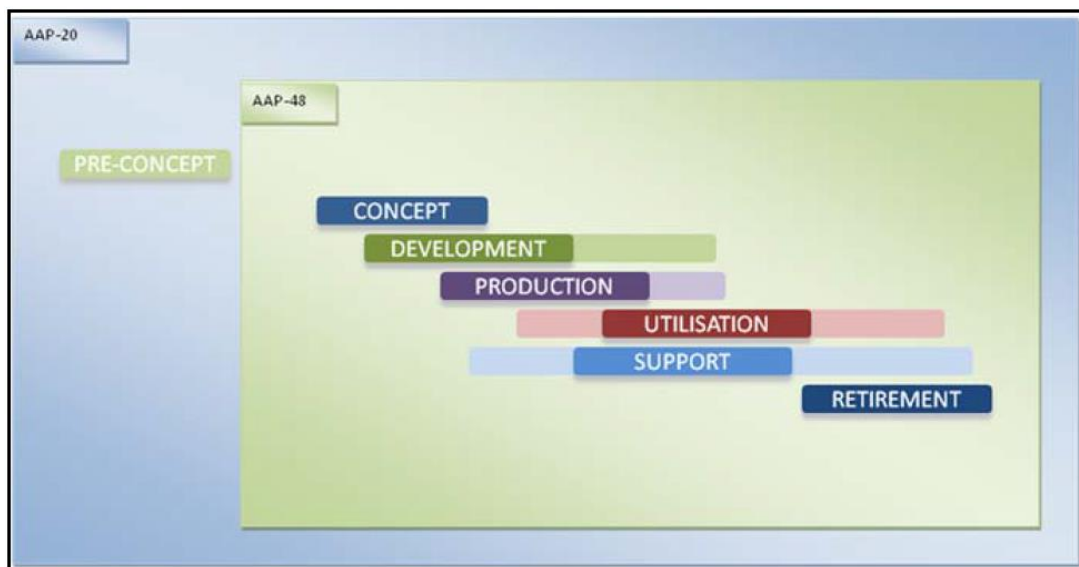 AAP-20
AAP-48
PRE-CONCEPT
CONCEPT
DEVELOPMENT
PRODUCTION
UTILISATION
SUPPORT
RETIREMENT